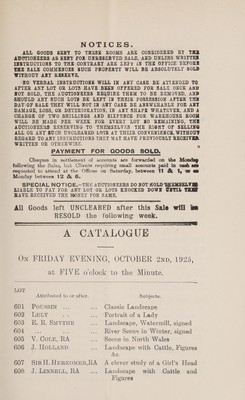 NOTICES.
ALL GOODS SENT TO THESE ROOMS ARE CONSIDERED BY THE
AUCTIONEERS AS SENT FOR UNRESERVED SALE, AND UNLESS WRITTEN
INSTRUCTIONS TO THE CONTRARY ARE LEFT IN THE OFFICE BEFORE
THE SALE COMMENCES SUCH PROPERTY WILL BE ABSOLUTELY SOLD
WITHOUT ANY RESERVE.
NO VERBAL INSTRUCTIONS WILL IN ANY CASE BE ATTENDED TO
AFTER ANY LOT OR LOTS HAVE BEEN OFFERED FOR SALE ONCE AND
NOT SOLD, THE AUCTIONEERS REQUIRE THEM TO BE REMOVED, AND
SHOULD ANY SUCH LOTS BE LEFT IN THEIR POSSESSION AFTER THE
DAY OF SALE THEY WILL NOT IN ANY CASE BE ANSWERABLE FOR ANY
DAMAGE, LOSS, OR DETERIORATION, IN ANY SHAPE WHATEVER, AND A
CHARGE OF TWO SHILLINGS AND SIXPENCE FOR WAREHOUSE ROOM
WILL BE MADE PER WEEK FOR EVERY LOT SO REMAINING, THE
AUCTIONEERS RESERVING TO THEMSELVES THE RIGHT OF SELLING
ALL OR ANY SUCH UNCLEARED LOTS AT THEIR CONVENIENCE, WITHOUT
REGARD TO ANY INSTRUCTIONS THEY MAY HAVE PREVIOUSLY RECEIVED,
WRITTEN OR OTHERWISE.
PAYMENT FOR GOODS SOLD.
Cheques in settlement of accounts are forwarded on the Monday
following the Sales, but Clients requiring small accounts paid in cash are
requested to attend at the Offices on Saturday, between 11 & 1, or on
Monday between 12 & 6.
SPECIAL NOTICE.—THE AUCTIONEERS DO NOT HOLD THEMSELVES
LIABLE TO PAY FOR ANY LOT OR LOTS KNOCKED DOWN UNTIL THEY
HAVE RECEIVED THE MONEY FOR SAME.
All Goods left UNCLEARED after this Sale will be
RESOLD the following week.
A CATALOGUE
On FRIDAY EVENING, OCTOBER 2ND, 1925,
at FIVE o'clock to the Minute.
LOT
Attributed to or after. Subjects.
601 POUSSIN ... ... Classic Landscape
602 LELY ... ... Portrait of a Lady
603 E. R. SMYTHE ... Landscape, Watermill, signed
604 ... ... River Scene in Winter, signed
605 V. COLE, RA ... Scene in North Wales
606 J. HOLLAND ... Landscape with Cattle, Figures
&c.
607 SIR H. HERKOMER, RA A clever study of a Girl's Head
608 J. LINNELL, RA ... Landscape with Cattle and
Figures